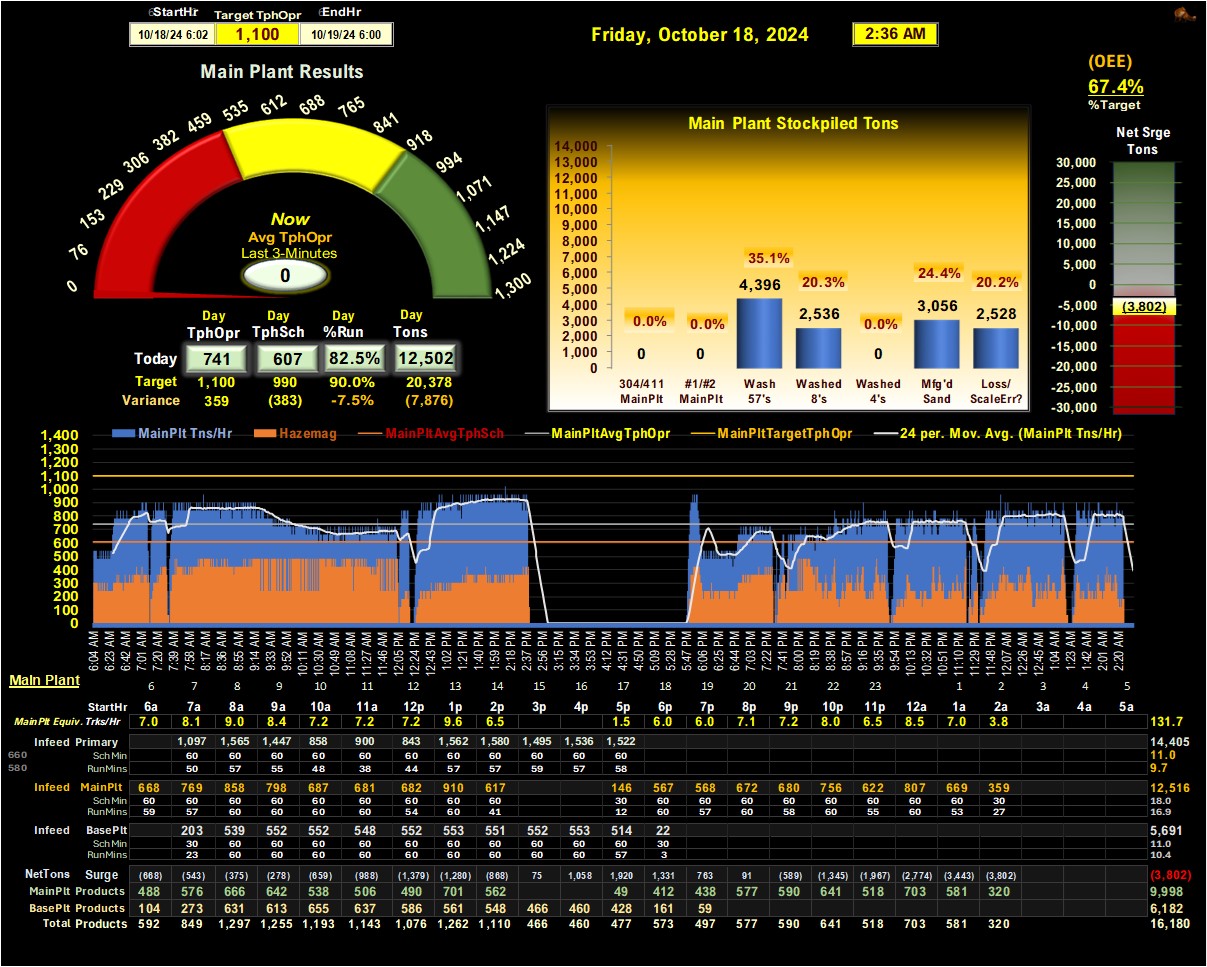 StartHr Target TphOpr EndHr
10/18/24 6:02 1,100 10/19/24 6:00
Friday, October 18, 2024 2:36 AM
(OEE)
67.4%
%Target
Main Plant Results
0 76 153 229 306 382 459 535 612 688 765 841 918 994 1,071 1,147 1,224 1,300
Now
Avg TphOpr
Last 3-Minutes
0
Day Day Day Day
TphOpr TphSch %Run Tons
Today 741 607 82.5% 12,502
Target 1,100 990 90.0% 20,378
Variance 359 (383) -7.5% (7,876)
Main Plant Stockpiled Tons
14,000
13,000
12,000
11,000
10,000
9,000
8,000
7,000
6,000
5,000
4,000
3,000
2,000
1,000
0
0.0% 0.0% 35.1% 20.3% 0.0% 24.4% 20.2%
0 0 4,396 2,536 0 3,056 2,528
304/411 #1/#2 Wash Washed Washed Mfg'd Loss/
MainPlt MainPlt 57's 8's 4's Sand ScaleErr?
Net Srge
Tons
30,000
25,000
20,000
15,000
10,000
5,000
0
-5,000
-10,000
-15,000
-20,000
-25,000
-30,000
(3,802)
MainPlt Tns/Hr Hazemag MainPltAvgTphSch MainPltAvgTphOpr MainPltTargetTphOpr 24 per. Mov. Avg. (MainPlt Tns/Hr)
1,400
1,300
1,200
1,100
1,000
900
800
700
600
500
400
300
200
100
0
6:04 AM 6:23 AM 6:42 AM 7:01 AM 7:20 AM 7:39 AM 8:17 AM 8:36 AM 8:55 AM 9:14 AM 9:33 AM 9:52 AM 10:11 AM 10:30 AM 10:49 AM 11:08 AM 11:27 AM 11:46 AM 12:05 PM 12:24 PM 12:43 PM 1:02 PM 1:21 PM 1:40 PM 1:59 PM 2:18 PM 2:37 PM 2:56 PM 3:15 PM 3:34 PM 3:53 PM 4:12 PM 4:31 PM 4:50 PM 5:09 PM 5:28 PM 5:47 PM 6:06 PM 6:25 PM 6:44 PM 7:03 PM 7:22 PM 7:41 PM 8:00 PM 8:19 PM 8:38 PM 8:57 PM 9:16 PM 9:35 PM 9:54 PM 10:13 PM 10:32 PM 10:51 PM 11:10 PM 11:29 PM 11:48 PM 12:07 AM 12:26 AM 12:45 AM 1:04 AM 1:23 AM 1:42 AM 2:01 AM 2:20 AM
Main Plant
6 7 8 9 10 11 12 13 14 15 16 17 18 19 20 21 22 23 1 2 3 4 5
StartHr 6a 7a 8a 9a 10a 11a 12p 1p 2p 3p 4p 5p 6p 7p 8p 9p 10p 11p 12a 1a 2a 3a 4a 5a
MainPlt Equiv. Trks/Hr 7.0 8.1 9.0 8.4 7.2 7.2 7.2 9.6 6.5 1.5 6.0 6.0 7.1 7.2 8.0 6.5 8.5 7.0 3.8 131.7
Infeed Primary 1,097 1,565 1,447 858 900 843 1,562 1,580 1,495 1,536 1,522 14,405
660 SchMin 60 60 60 60 60 60 60 60 60 60 60 11.0
580 RunMins 50 57 55 48 38 44 57 57 59 57 58 9.7
Infeed MainPlt 668 769 858 798 687 681 682 910 617 146 567 568 672 680 756 622 807 669 359 12,516
SchMin 60 60 60 60 60 60 60 60 60 30 60 60 60 60 60 60 60 60 30 18.0
RunMins 59 57 60 60 60 60 54 60 41 12 60 57 60 58 60 55 60 53 27 16.9
Infeed BasePlt 203 539 552 552 548 552 553 551 552 553 514 22 5,691
SchMin 30 60 60 60 60 60 60 60 60 60 60 30 11.0
RunMins 23 60 60 60 60 60 60 60 60 60 57 3 10.4
NetTons Surge (668) (543) (375) (278) (659) (988) (1,379) (1,280) (868) 75 1,058 1,920 1,331 763 91 (589) (1,345) (1,967) (2,774) (3,443) (3,802) (3,802)
MainPlt Products 488 576 666 642 538 506 490 701 562 49 412 438 577 590 641 518 703 581 320 9,998
BasePlt Products 104 273 631 613 655 637 586 561 548 466 460 428 161 59 6,182
Total Products 592 849 1,297 1,255 1,193 1,143 1,076 1,262 1,110 466 460 477 573 497 577 590 641 518 703 581 320 16,180